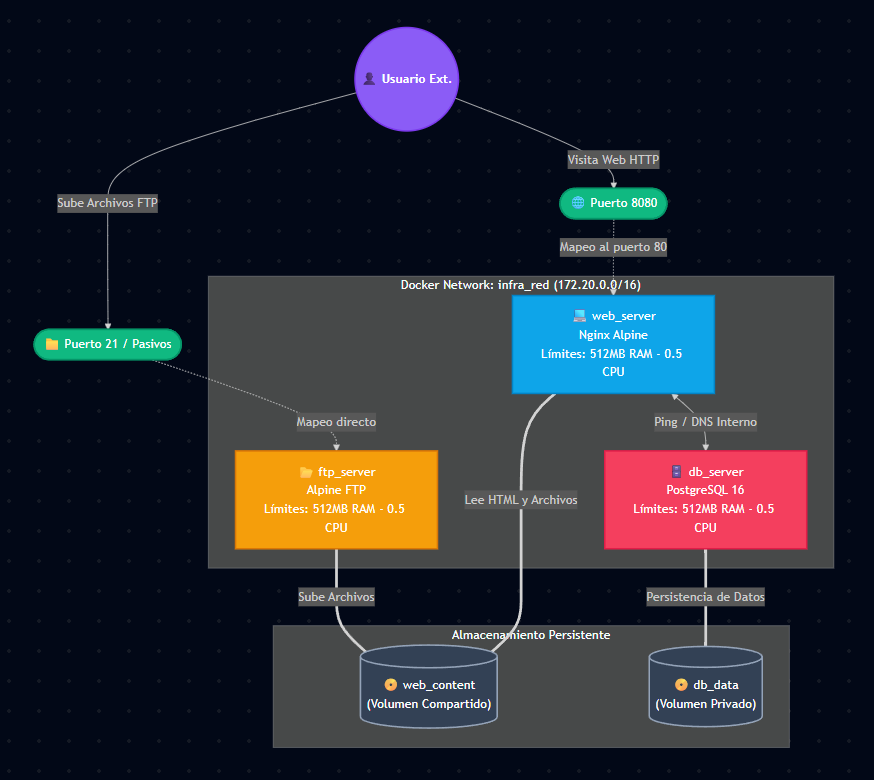 Usuario Ext.
Visita Web HTTP
Sube Archivos FTP
Puerto 8080
Mapeo al puerto 80
Docker Network: infra_red (172.20.0.0/16)
web_server
Nginx Alpine
Límites: 512MB RAM - 0.5
CPU
Puerto 21 / Pasivos
Mapeo directo
Ping / DNS Interno
ftp_server
Alpine FTP
Límites: 512MB RAM - 0.5
CPU
Lee HTML y Archivos
db_server
PostgreSQL 16
Límites: 512MB RAM - 0.5
CPU
Sube Archivos
Persistencia de Datos
Almacenamiento Persistente
web_content
(Volumen Compartido)
db_data
(Volumen Privado)